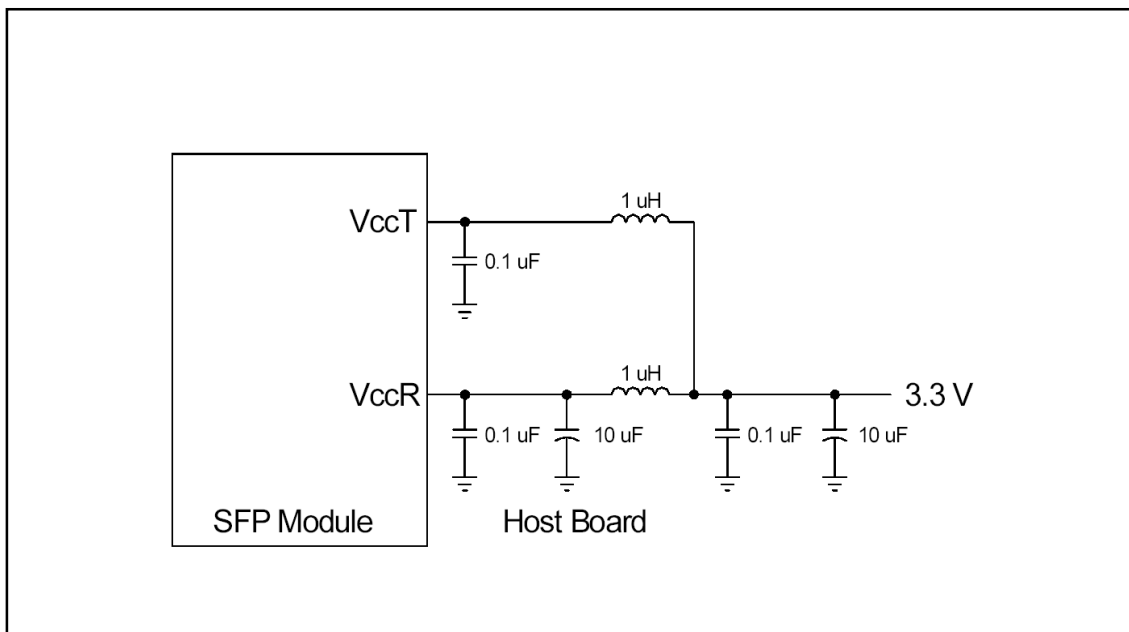 1 uH
VccT
0.1 uF
1 uH
VccR
3.3 V
0.1 uF
10 uF
0.1 uF
10 uF
SFP Module
Host Board